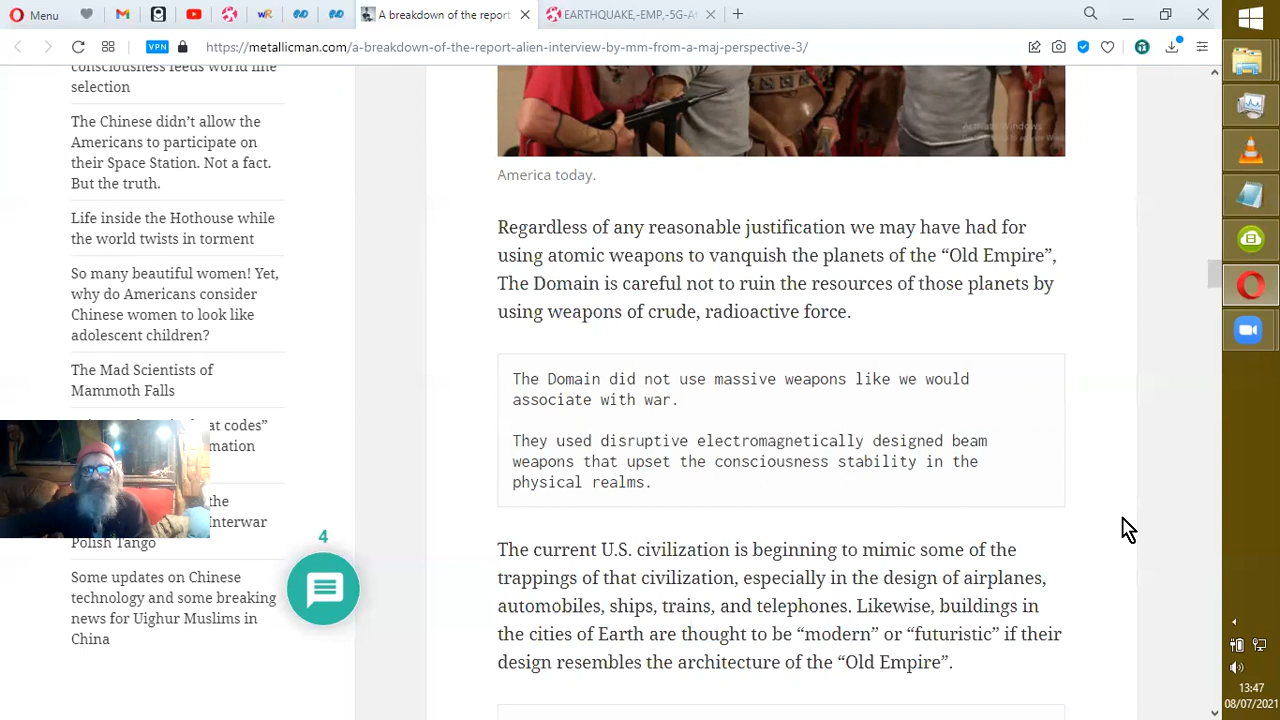 Menu
A breakdown of the report
EARTHQUAKE,-EMP,-5G-A
VPN
https://metallicman.com/a-breakdown-of-the-report-alien-interview-by-mm-from-a-maj-perspective-3/
consciousness feeds world line
selection
The Chinese didn’t allow the
Americans to participate on
their Space Station. Not a fact.
But the truth.
Life inside the Hothouse while
the world twists in torment
So many beautiful women! Yet,
why do Americans consider
Chinese women to look like
adolescent children?
The Mad Scientists of
Mammoth Falls
at codes”
mation
the
Interwar
Polish Tango
Some updates on Chinese
technology and some breaking
news for Uighur Muslims in
China
4
Activate Windows
America today.
Regardless of any reasonable justification we may have had for
using atomic weapons to vanquish the planets of the “Old Empire”,
The Domain is careful not to ruin the resources of those planets by
using weapons of crude, radioactive force.
The Domain did not use massive weapons like we would
associate with war.
They used disruptive electromagnetically designed beam
weapons that upset the consciousness stability in the
physical realms.
The current U.S. civilization is beginning to mimic some of the
trappings of that civilization, especially in the design of airplanes,
automobiles, ships, trains, and telephones. Likewise, buildings in
the cities of Earth are thought to be “modern” or “futuristic” if their
design resembles the architecture of the “Old Empire”.
13:47
08/07/2021